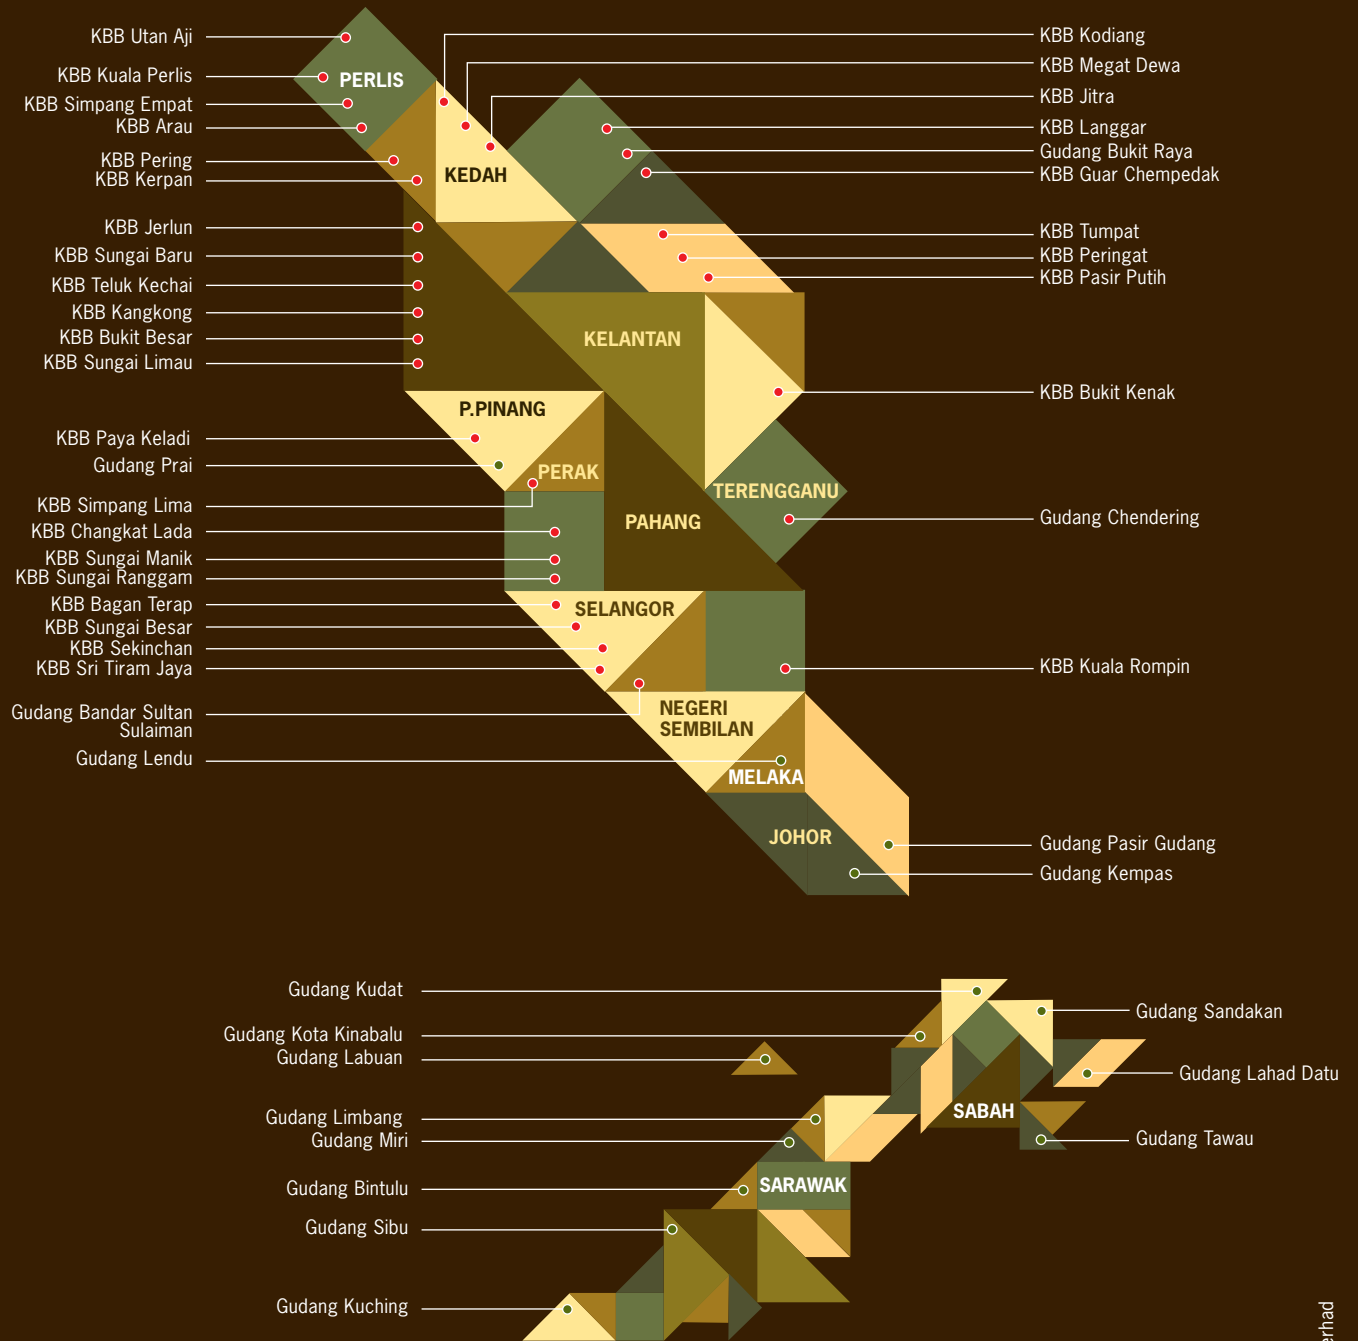 KBB Utan Aji
KBB Kuala Perlis
KBB Simpang Empat
KBB Arau
KBB Pering
KBB Kerpan
KBB Jerlun
KBB Sungai Baru
KBB Teluk Kechai
KBB Kangkong
KBB Bukit Besar
KBB Sungai Limau
KBB Paya Keladi
Gudang Prai
KBB Simpang Lima
KBB Changkat Lada
KBB Sungai Manik
KBB Sungai Ranggam
KBB Bagan Terap
KBB Sungai Besar
KBB Sekinchan
KBB Sri Tiram Jaya
Gudang Bandar Sultan
Sulaiman
Gudang Lendu
PERLIS
KEDAH
KELANTAN
P.PINANG
PERAK
TERENGGANU
PAHANG
SELANGOR
NEGERI
SEMBILAN
MELAKA
JOHOR
KBB Kodiang
KBB Megat Dewa
KBB Jitra
KBB Langgar
Gudang Bukit Raya
KBB Guar Chempedak
KBB Tumpat
KBB Peringat
KBB Pasir Putih
KBB Bukit Kenak
Gudang Chendering
KBB Kuala Rompin
Gudang Pasir Gudang
Gudang Kempas
Gudang Kudat
Gudang Kota Kinabalu
Gudang Labuan
Gudang Limbang
Gudang Miri
Gudang Bintulu
Gudang Sibu
Gudang Kuching
SABAH
SARAWAK
Gudang Sandakan
Gudang Lahad Datu
Gudang Tawau